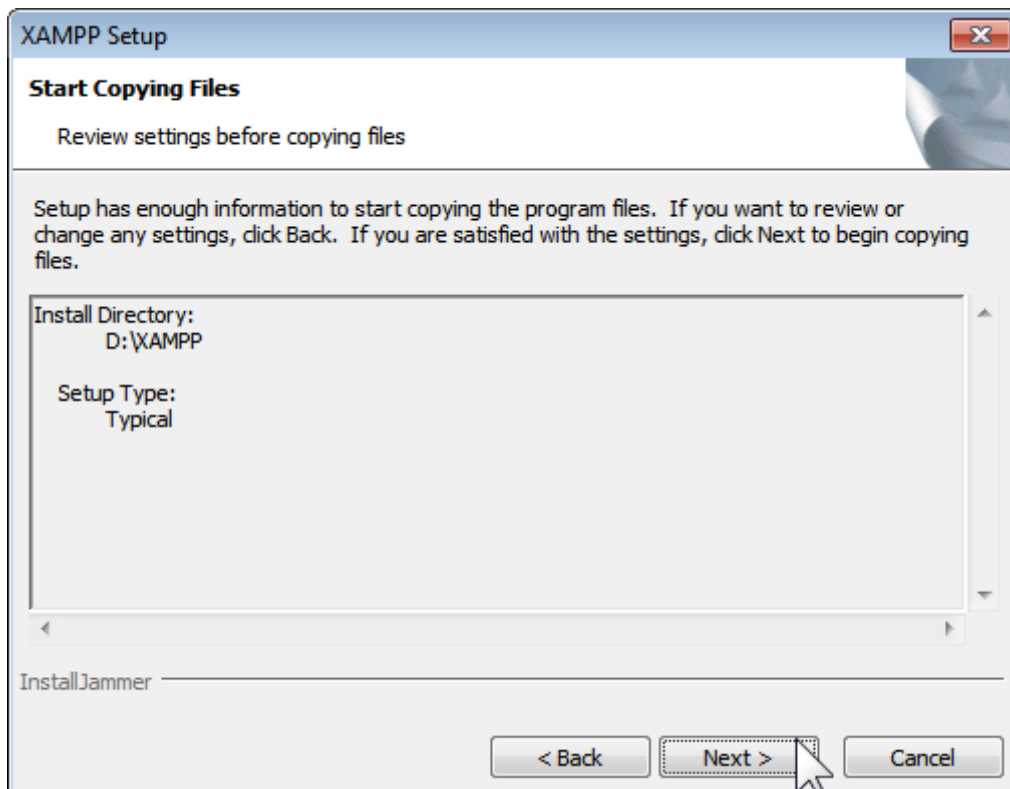 XAMPP Setup
Start Copying Files
Review settings before copying files
Setup has enough information to start copying the program files.  If you want to review or
change any settings, click Back.  If you are satisfied with the settings, click Next to begin copying
files.
Install Directory:
D:\XAMPP
Setup Type:
Typical
InstallJammer
< Back
Next >
Cancel